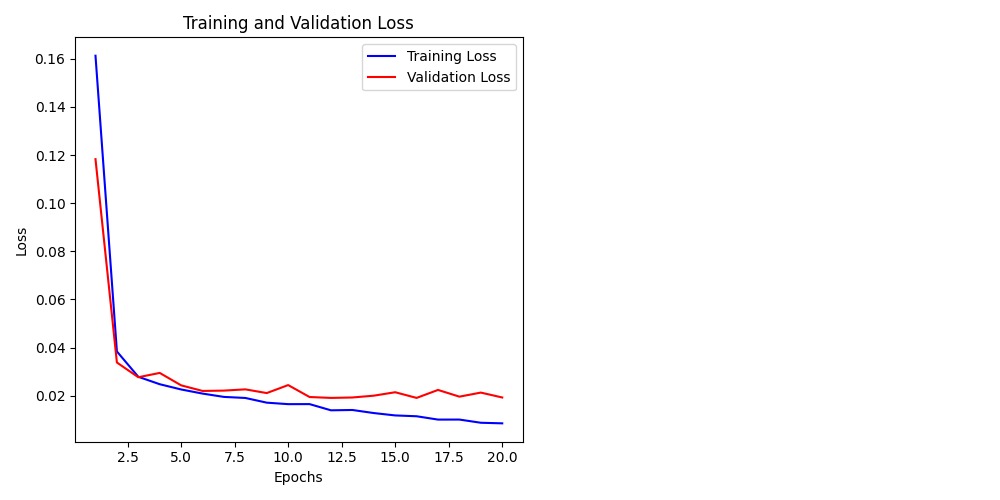 Training and Validation Loss
Training Loss
Validation Loss
0.16
0.14
0.12
0.10
0.08
0.06
0.04
0.02
Loss
2.5 5.0 7.5 10.0 12.5 15.0 17.5 20.0
Epochs